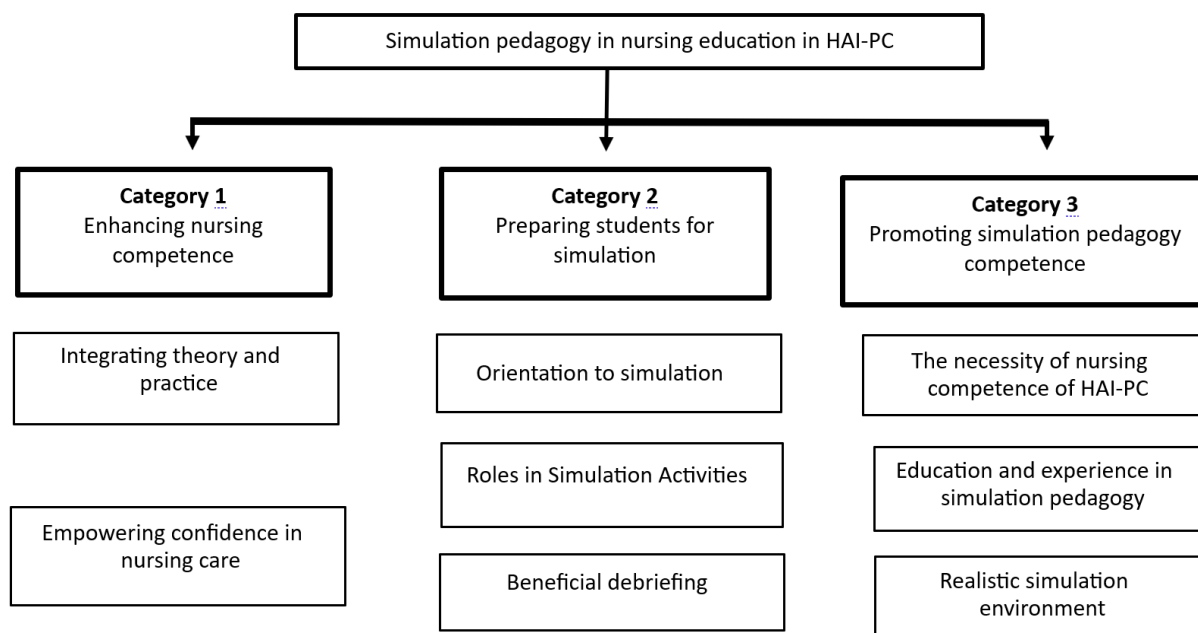 Simulation pedagogy in nursing education in HAI-PC
Category 1
Enhancing nursing
competence
Category 2
Preparing students for
simulation
Category 3
Promoting simulation pedagogy
competence
Integrating theory and
practice
Empowering confidence in
nursing care
Orientation to simulation
Roles in Simulation Activities
Beneficial debriefing
The necessity of nursing
competence of HAI-PC
Education and experience in
simulation pedagogy
Realistic simulation
environment